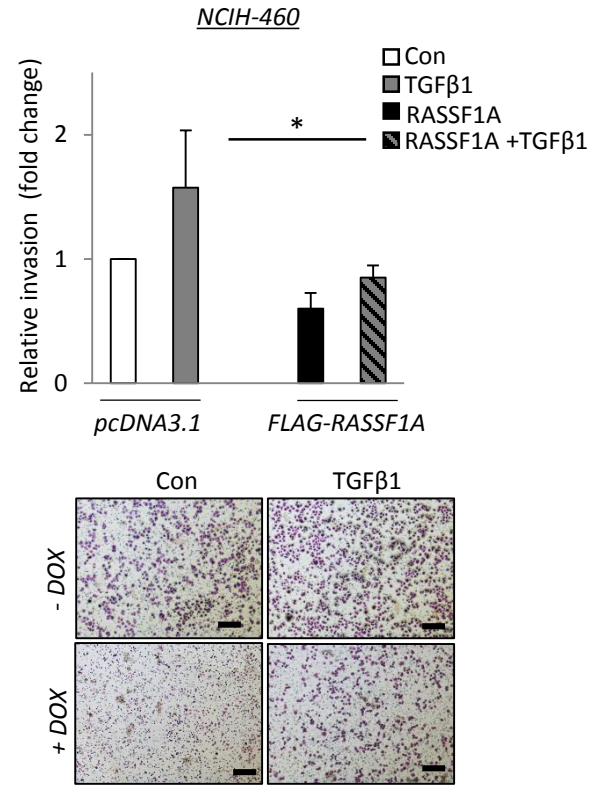 NCIH-460
Con
TGFβ1
RASSF1A
RASSF1A +TGFβ1
*
Relative invasion (fold change)
2
1
0
pcDNA3.1
FLAG-RASSF1A
Con
TGFβ1
- DOX
+ DOX